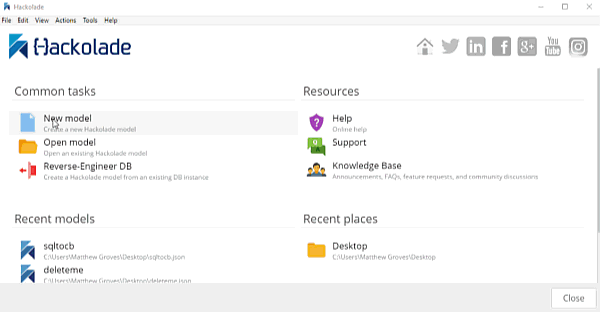 Hackolade
File Edit View Actions Tools Help
Hackolade
You Tube
Common tasks
Resources
New model
Create a new Hackolade model
Help
Online help
Open model
Open an existing Hackolade model
Support
Reverse-Engineer DB
Create a Hackolade model from an existing DB instance
Knowledge Base
Announcements, FAQs, feature requests, and community discussions
Recent models
Recent places
sqltocb
C:\Users\Matthew Groves\Desktop\sqltocb.json
Desktop
C:\Users\Matthew Groves\Desktop
deleteme
C:\Users\Matthew Groves\Desktop\deleteme.json
Close